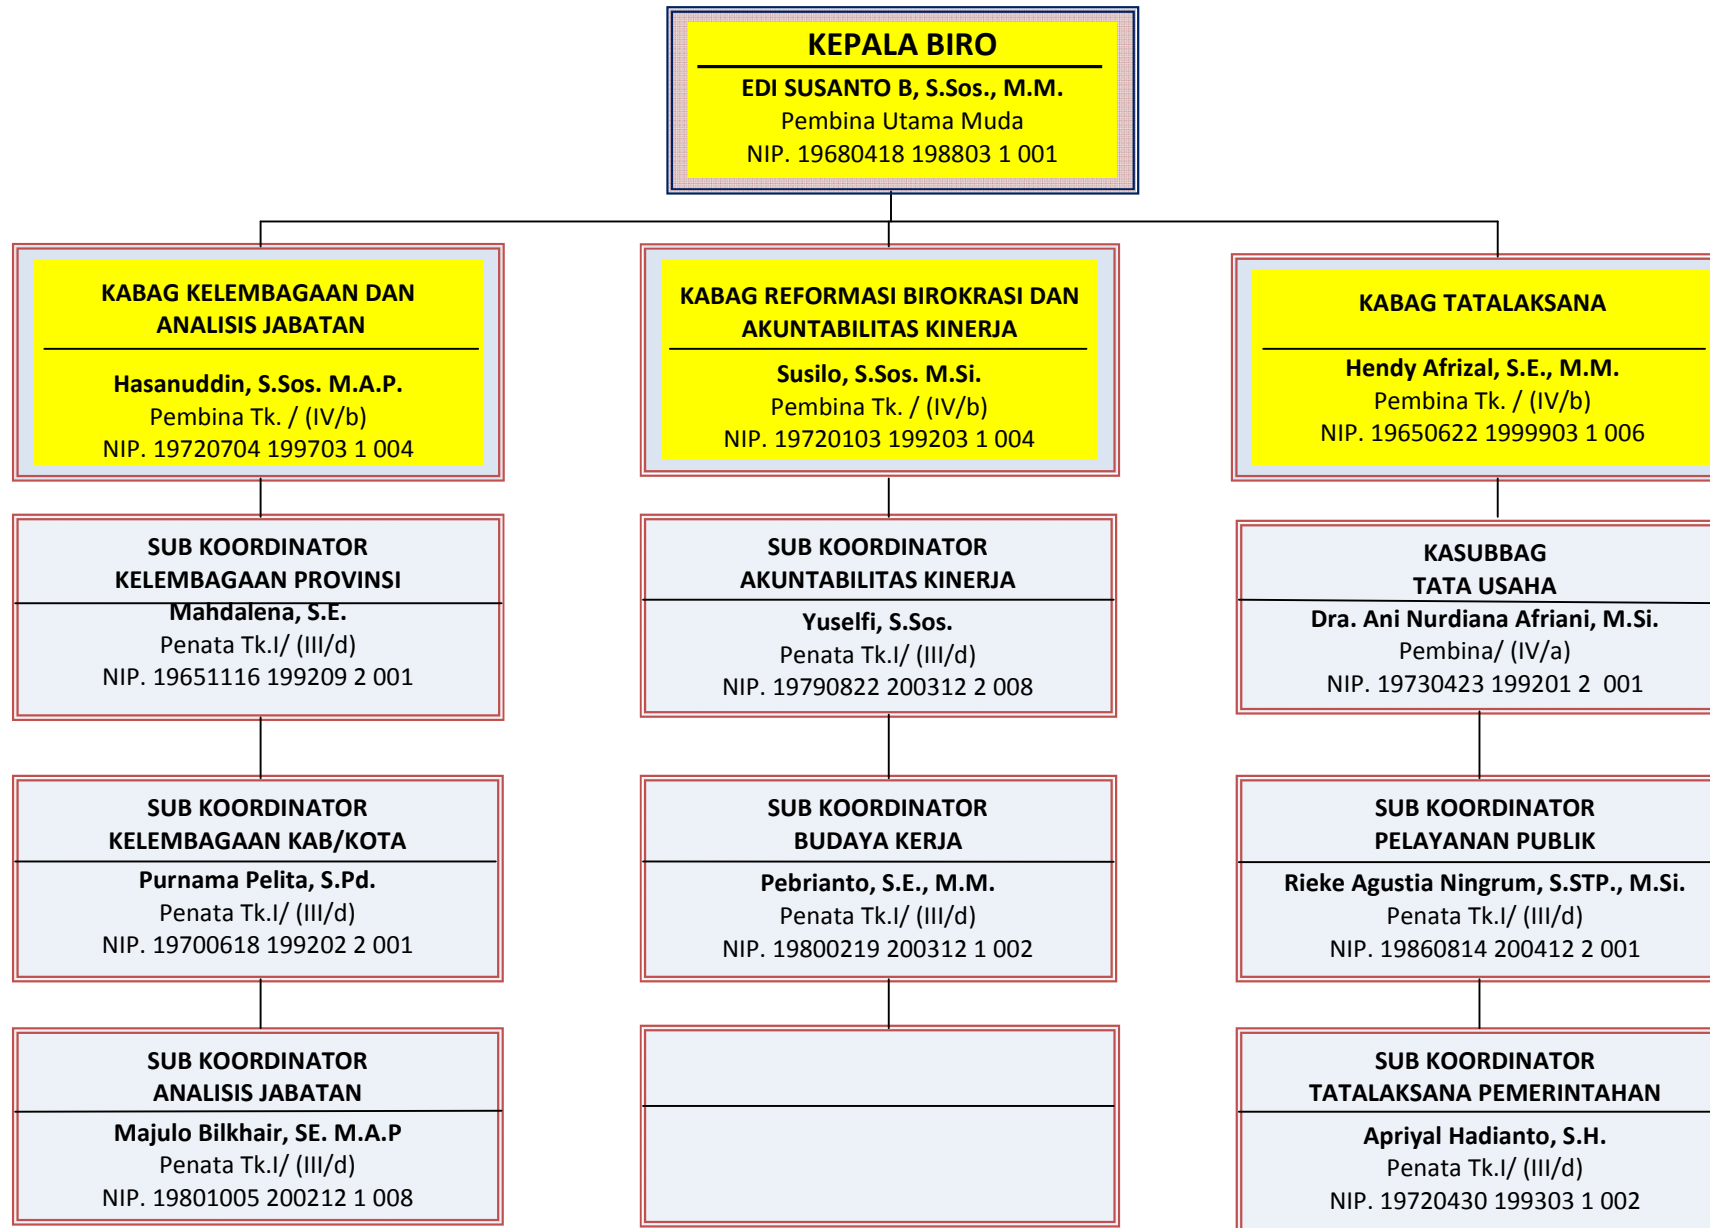 KEPALA BIRO
EDI SUSANTO B, S.Sos., M.M.
Pembina Utama Muda
NIP. 19680418 198803 1 001
KABAG KELEMBAGAAN DAN
ANALISIS JABATAN
Hasanuddin, S.Sos. M.A.P.
Pembina Tk. / (IV/b)
NIP. 19720704 199703 1 004
KABAG REFORMASI BIROKRASI DAN
AKUNTABILITAS KINERJA
Susilo, S.Sos. M.Si.
Pembina Tk. / (IV/b)
NIP. 19720103 199203 1 004
KABAG TATALAKSANA
Hendy Afrizal, S.E., M.M.
Pembina Tk. / (IV/b)
NIP. 19650622 1999903 1 006
SUB KOORDINATOR
KELEMBAGAAN PROVINSI
Mahdalena, S.E.
Penata Tk.I/ (III/d)
NIP. 19651116 199209 2 001
SUB KOORDINATOR
AKUNTABILITAS KINERJA
Yuselfi, S.Sos.
Penata Tk.I/ (III/d)
NIP. 19790822 200312 2 008
KASUBBAG
TATA USAHA
Dra. Ani Nurdiana Afriani, M.Si.
Pembina/ (IV/a)
NIP. 19730423 199201 2  001
SUB KOORDINATOR
KELEMBAGAAN KAB/KOTA
Purnama Pelita, S.Pd.
Penata Tk.I/ (III/d)
NIP. 19700618 199202 2 001
SUB KOORDINATOR
BUDAYA KERJA
Pebrianto, S.E., M.M.
Penata Tk.I/ (III/d)
NIP. 19800219 200312 1 002
SUB KOORDINATOR
PELAYANAN PUBLIK
Rieke Agustia Ningrum, S.STP., M.Si.
Penata Tk.I/ (III/d)
NIP. 19860814 200412 2 001
SUB KOORDINATOR
ANALISIS JABATAN
Majulo Bilkhair, SE. M.A.P
Penata Tk.I/ (III/d)
NIP. 19801005 200212 1 008
SUB KOORDINATOR
TATALAKSANA PEMERINTAHAN
Apriyal Hadianto, S.H.
Penata Tk.I/ (III/d)
NIP. 19720430 199303 1 002